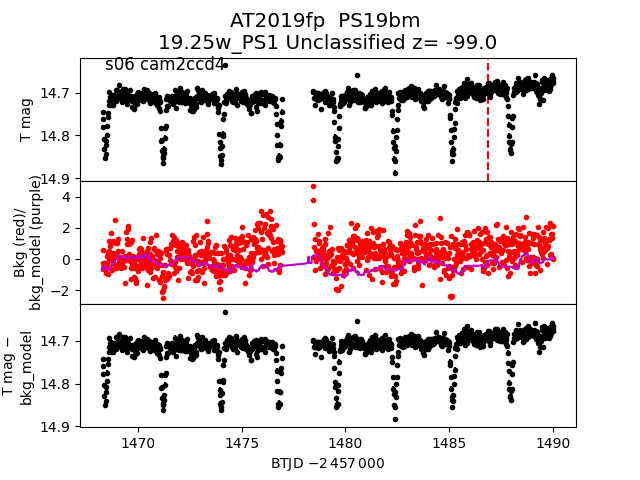 AT2019fp  PS19bm
19.25w_PS1 Unclassified z= -99.0
s06 cam2ccd4
T mag
14.7
14.8
14.9
Bkg (red)/
bkg_model (purple)
4
2
0
−2
T mag −
bkg_model
14.7
14.8
14.9
1470
1475
1480
1485
1490
BTJD −2 457 000